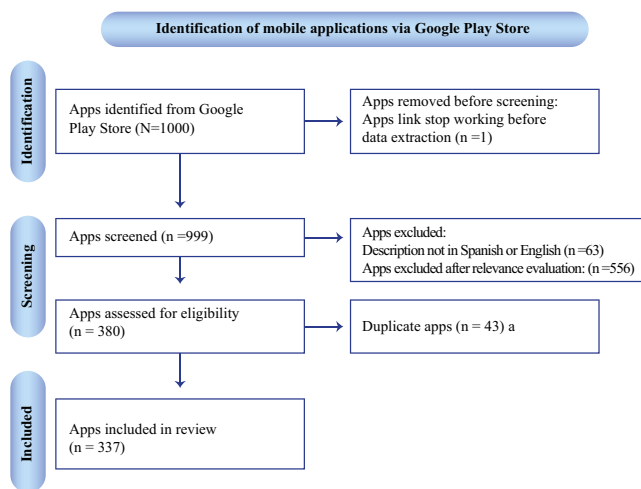 Identification of mobile applications via Google Play Store
Identification
Apps identified from Google
Play Store (N=1000)
Apps removed before screening:
Apps link stop working before
data extraction (n =1)
Screening
Apps screened (n =999)
Apps excluded:
Description not in Spanish or English (n =63)
Apps excluded after relevance evaluation: (n =556)
Apps assessed for eligibility
(n = 380)
Duplicate apps (n = 43) a
Included
Apps included in review
(n = 337)